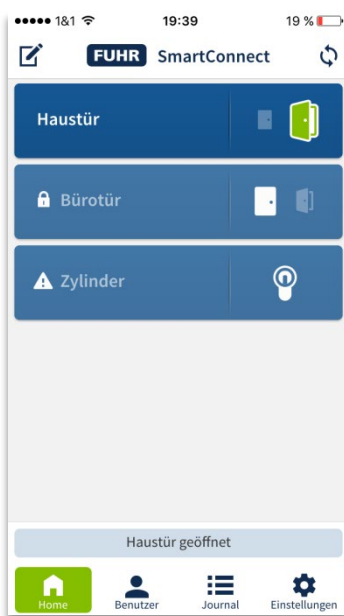 1&1 19:39 19 %
FUHR SmartConnect
Haustür
Bürotür
Zylinder
Haustür geöffnet
Home Benutzer Journal Einstellungen